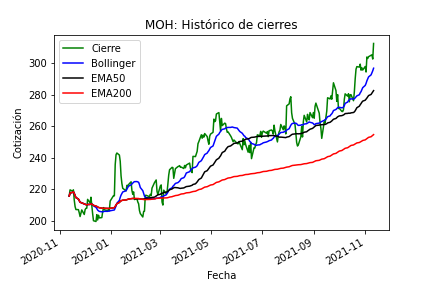 MOH: Histórico de cierres
Cierre
Bollinger
EMA50
EMA200
Cotización
300
280
260
240
220
200
2020-11
2021-01
2021-03
2021-05
2021-07
2021-09
2021-11
Fecha